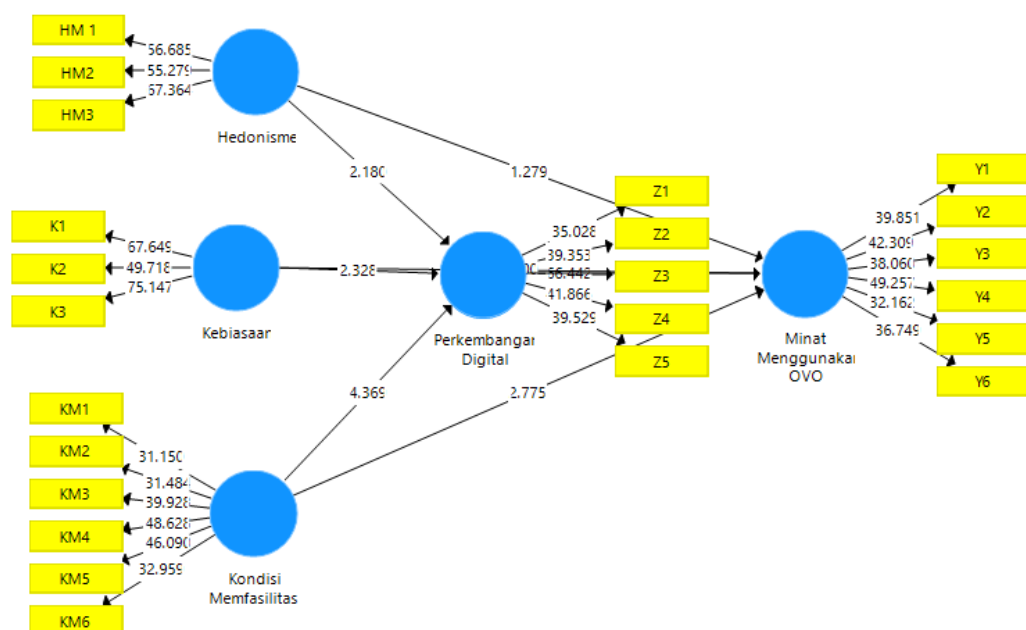 HM 1
HM2
HM3
56.685
55.279
57.364
Hedonisme
2.180
1.279
K1
K2
K3
67.649
49.718
75.147
Kebiasaar
2.328
Z1
Z2
Z3
Z4
Z5
35.028
39.353
56.442
41.866
39.529
Perkembangar
Digital
Y1
Y2
Y3
Y4
Y5
Y6
39.851
42.309
38.060
49.257
32.162
36.749
Minat
Menggunakar
OVO
4.369
2.775
KM1
KM2
KM3
KM4
KM5
KM6
31.150
31.484
39.928
48.628
46.090
32.959
Kondisi
Memfasilitas